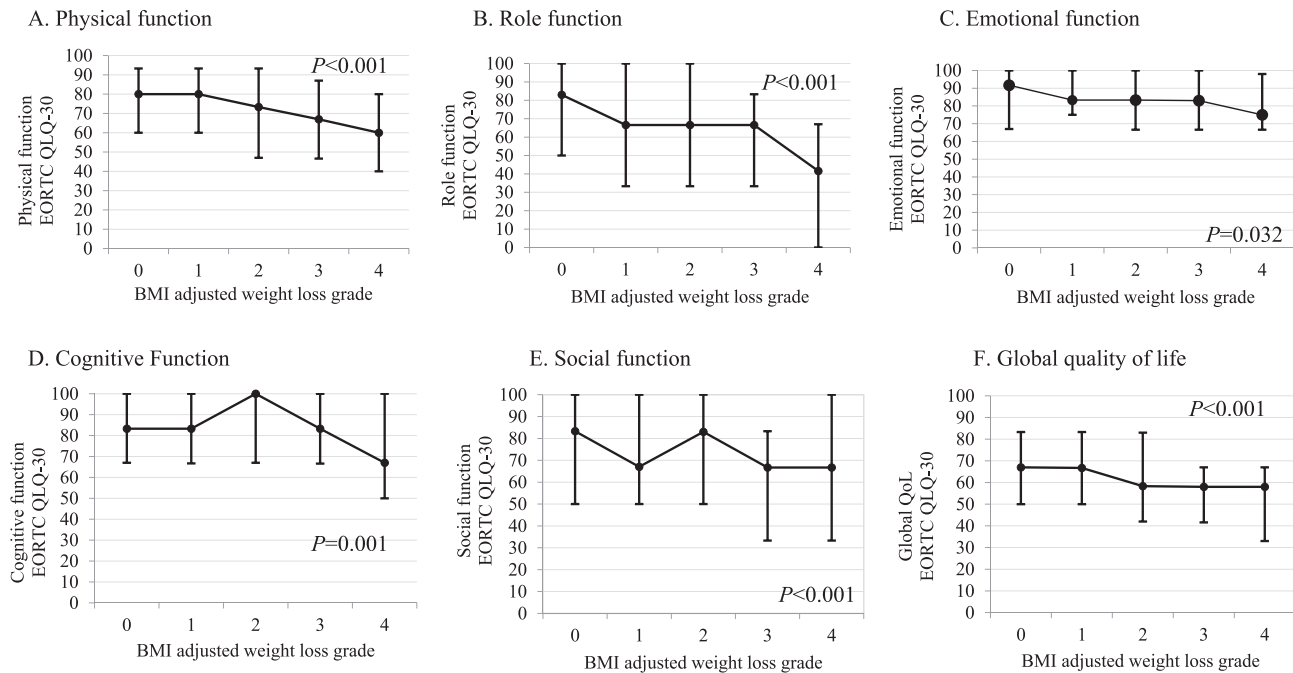 A. Physical function
Physical function
EORTC QLQ-30
100
90
80
70
60
50
40
30
20
10
0
P<0.001
0 1 2 3 4
BMI adjusted weight loss grade
B. Role function
Role function
EORTC QLQ-30
100
90
80
70
60
50
40
30
20
10
0
P<0.001
0 1 2 3 4
BMI adjusted weight loss grade
C. Emotional function
Emotional function
EORTC QLQ-30
100
90
80
70
60
50
40
30
20
10
0
P=0.032
0 1 2 3 4
BMI adjusted weight loss grade
D. Cognitive Function
Cognitive function
EORTC QLQ-30
100
90
80
70
60
50
40
30
20
10
0
P=0.001
0 1 2 3 4
BMI adjusted weight loss grade
E. Social function
Social function
EORTC QLQ-30
100
90
80
70
60
50
40
30
20
10
0
P<0.001
0 1 2 3 4
BMI adjusted weight loss grade
F. Global quality of life
Global QoL
EORTC QLQ-30
100
90
80
70
60
50
40
30
20
10
0
P<0.001
0 1 2 3 4
BMI adjusted weight loss grade